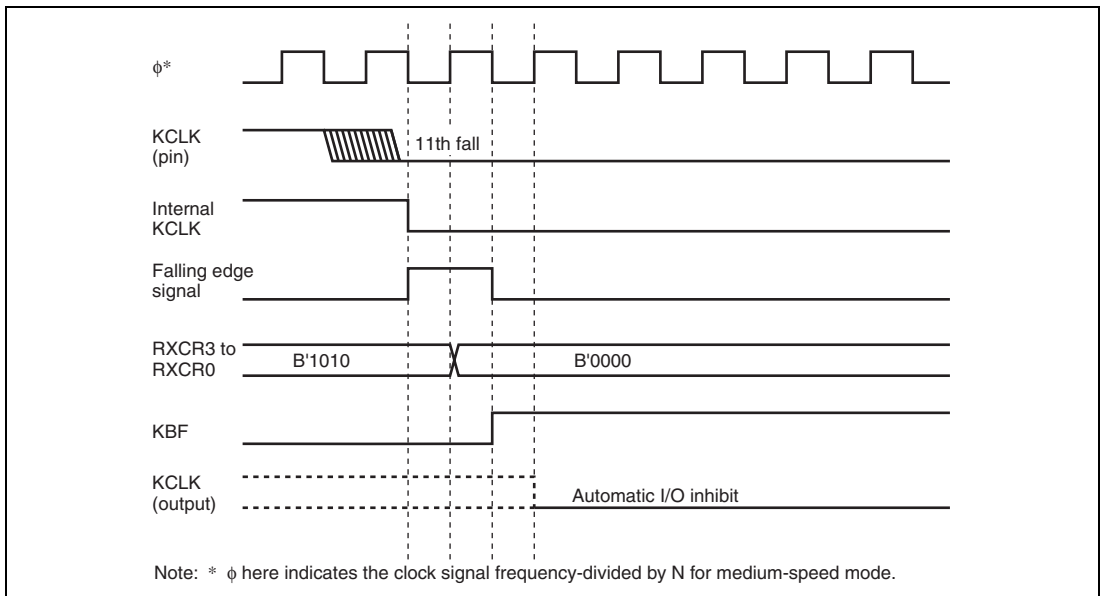 ϕ*
KCLK
(pin)
11th fall
Internal
KCLK
Falling edge
signal
RXCR3 to
RXCR0
B'1010
B'0000
KBF
KCLK
(output)
Automatic I/O inhibit
Note: * ϕ here indicates the clock signal frequency-divided by N for medium-speed mode.